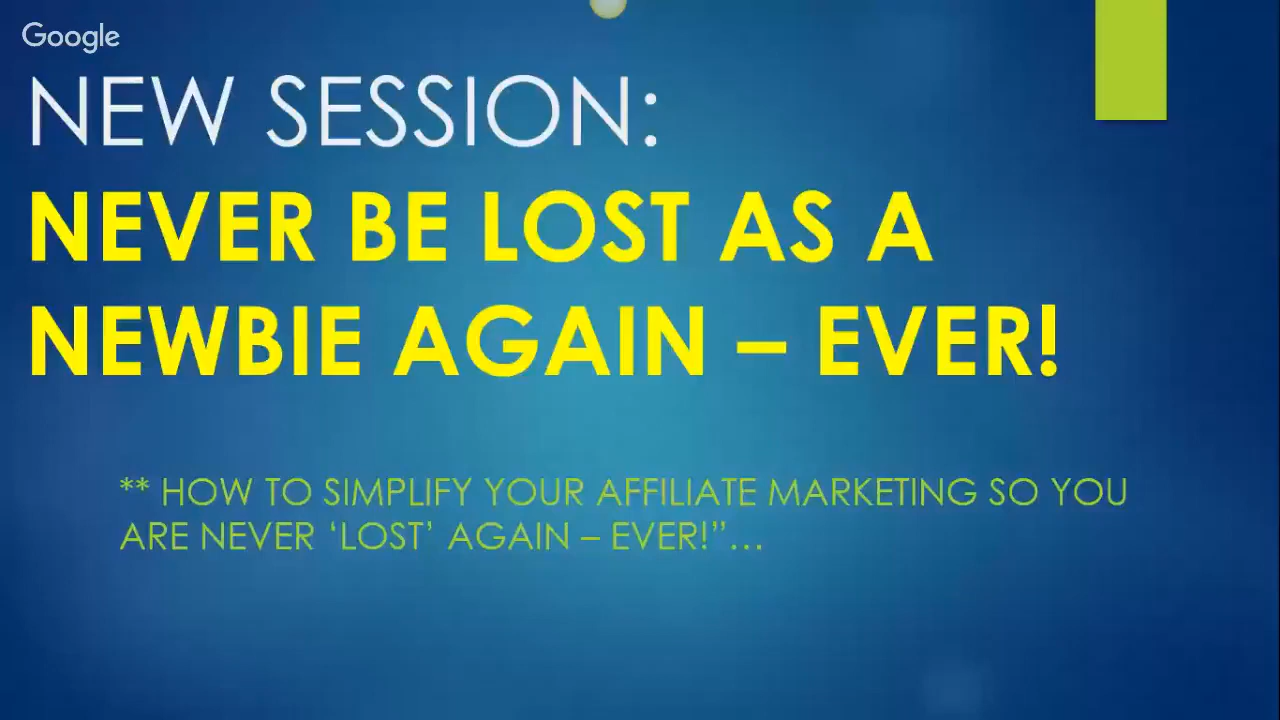 Google
NEW SESSION:
NEVER BE LOST AS A
NEWBIE AGAIN – EVER!
** HOW TO SIMPLIFY YOUR AFFILIATE MARKETING SO YOU
ARE NEVER ‘LOST’ AGAIN – EVER!”…